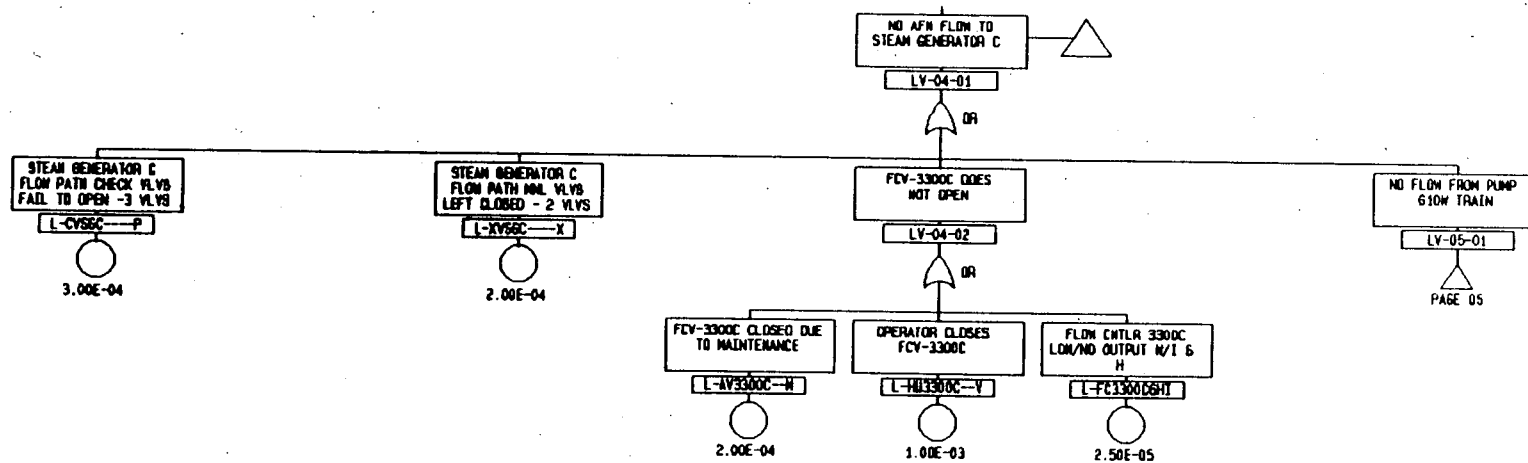 NO AFW FLOW TO
STEAM GENERATOR C
LV-04-01
OR
STEAM GENERATOR C
FLOW PATH CHECK VLVS
FAIL TO OPEN -3 VLVS
L-CVSGC----P
3.00E-04
STEAM GENERATOR C
FLOW PATH MNL VLVS
LEFT CLOSED - 2 VLVS
L-XVSGC----X
2.00E-04
FCV-3300C DOES
NOT OPEN
LV-04-02
OR
NO FLOW FROM PUMP
G10W TRAIN
LV-05-01
PAGE 05
FCV-3300C CLOSED DUE
TO MAINTENANCE
L-AV3300C--M
2.00E-04
OPERATOR CLOSES
FCV-3300C
1.00E-03
FLOW CNTLR 3300C
LOW/NO OUTPUT W/I &
H
2.50E-05